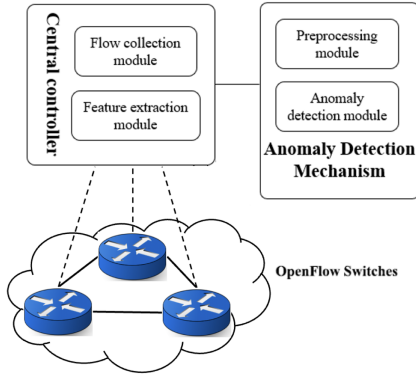 Central controller
Flow collection
module
Feature extraction
module
Preprocessing
module
Anomaly
detection module
Anomaly Detection
Mechanism
OpenFlow Switches